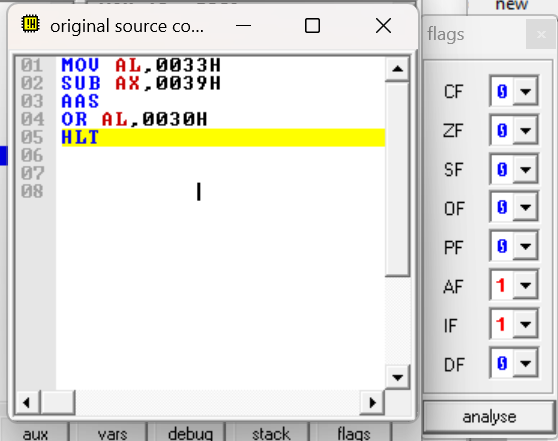 new
original source co...
flags
01 MOV AL,0033H
02 SUB AX,0039H
03 AAS
04 OR AL,0030H
05 HLT
06
07
08
CF 0
ZF 0
SF 0
OF 0
PF 0
AF 1
IF 1
DF 0
analyse
aux vars debug stack flags